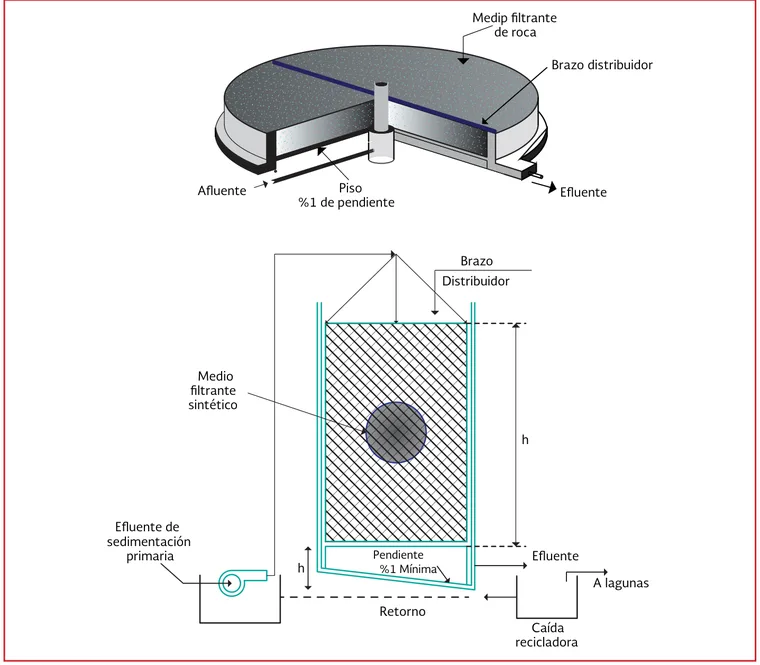 Medip filtrante
de roca
Brazo distribuidor
Afluente
Piso
%1 de pendiente
Efluente
Brazo
Distribuidor
Medio
filtrante
sintético
h
Efluente de
sedimentación
primaria
h
Pendiente
%1 Mínima
Efluente
A lagunas
Retorno
Caída
recicladora